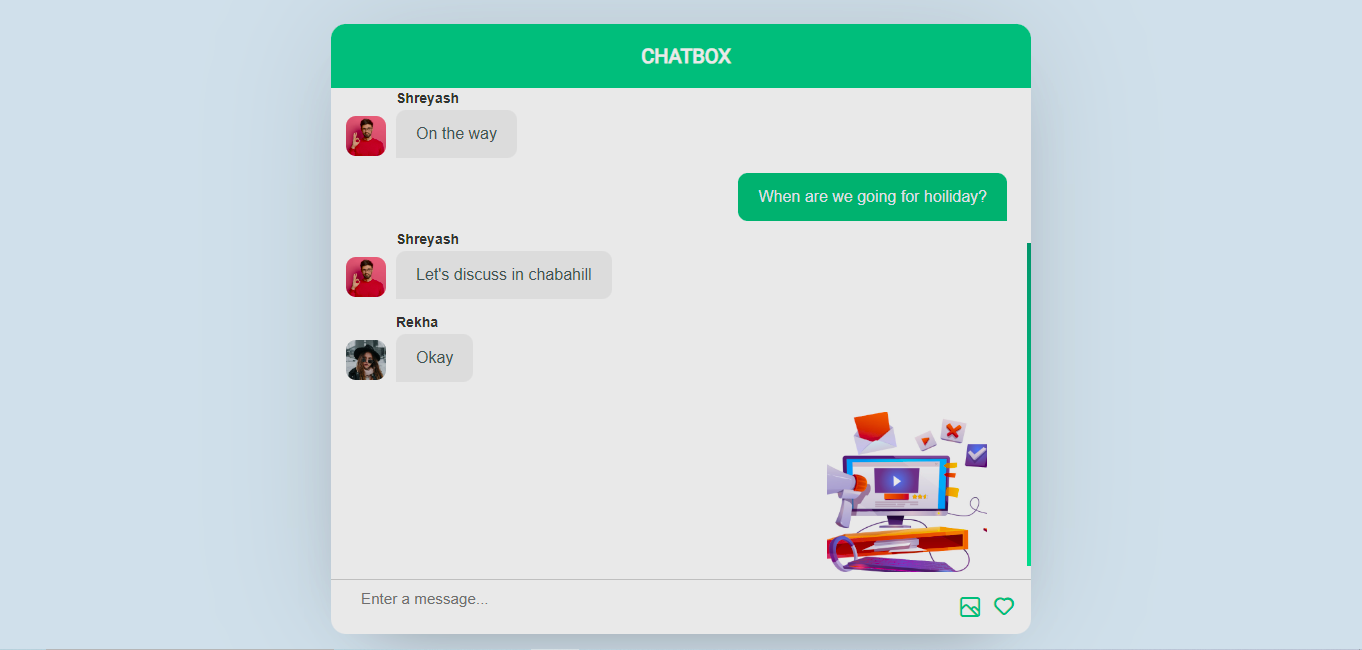 CHATBOX
Shreyash
On the way
When are we going for hoiliday?
Shreyash
Let's discuss in chabahill
Rekha
Okay
Enter a message...